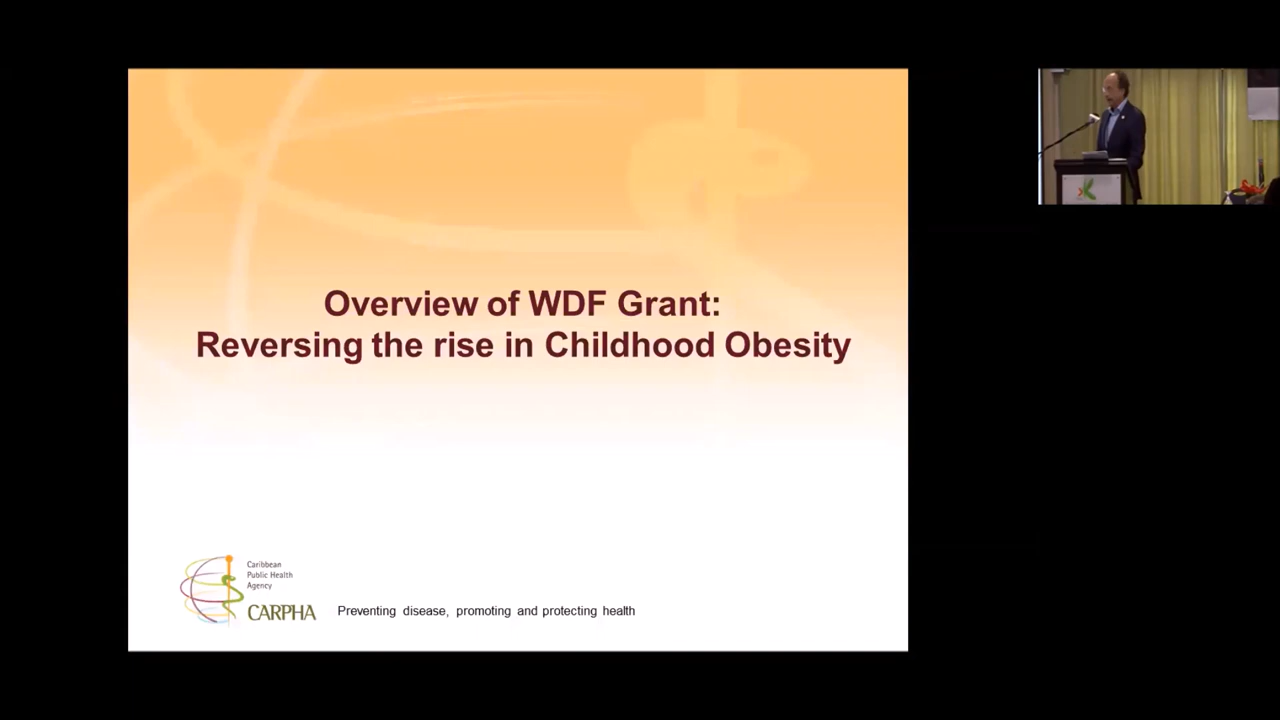 Overview of WDF Grant:
Reversing the rise in Childhood Obesity
Caribbean
Public Health
Agency
CARPHA
Preventing disease, promoting and protecting health